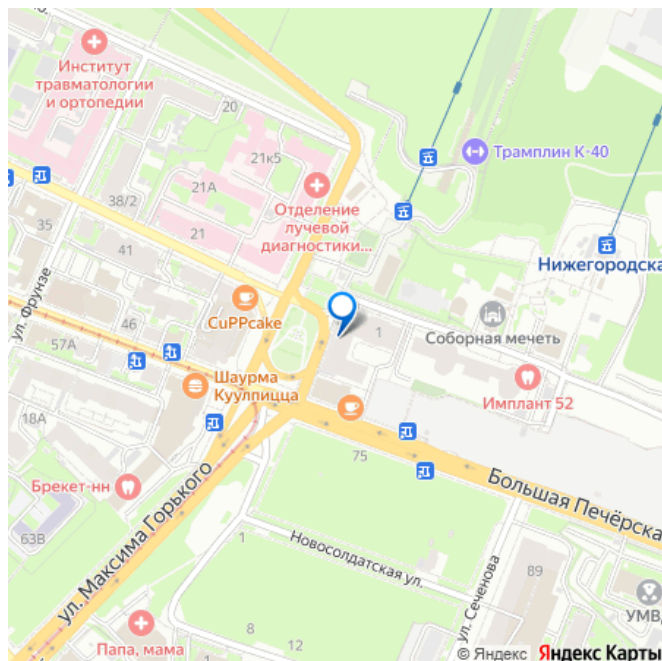 Институт
травматологии
и ортопедии
20
21к5
Трамплин К-40
21А
38/2
Отделение
лучевой
диагностики...
35
21
41
Нижегородска
ул. Фрунзе
CuPPcake
46
1
Соборная мечеть
57А
Шаурма
Куулпицца
Имплант 52
18А
75
Большая Печёрска
Брекет-нн
ул. Максима Горького
63В
1
Новосолдатская ул.
ул. Сеченова
89
УМВД
8
12
Папа, мама
© Яндекс Яндекс Карты